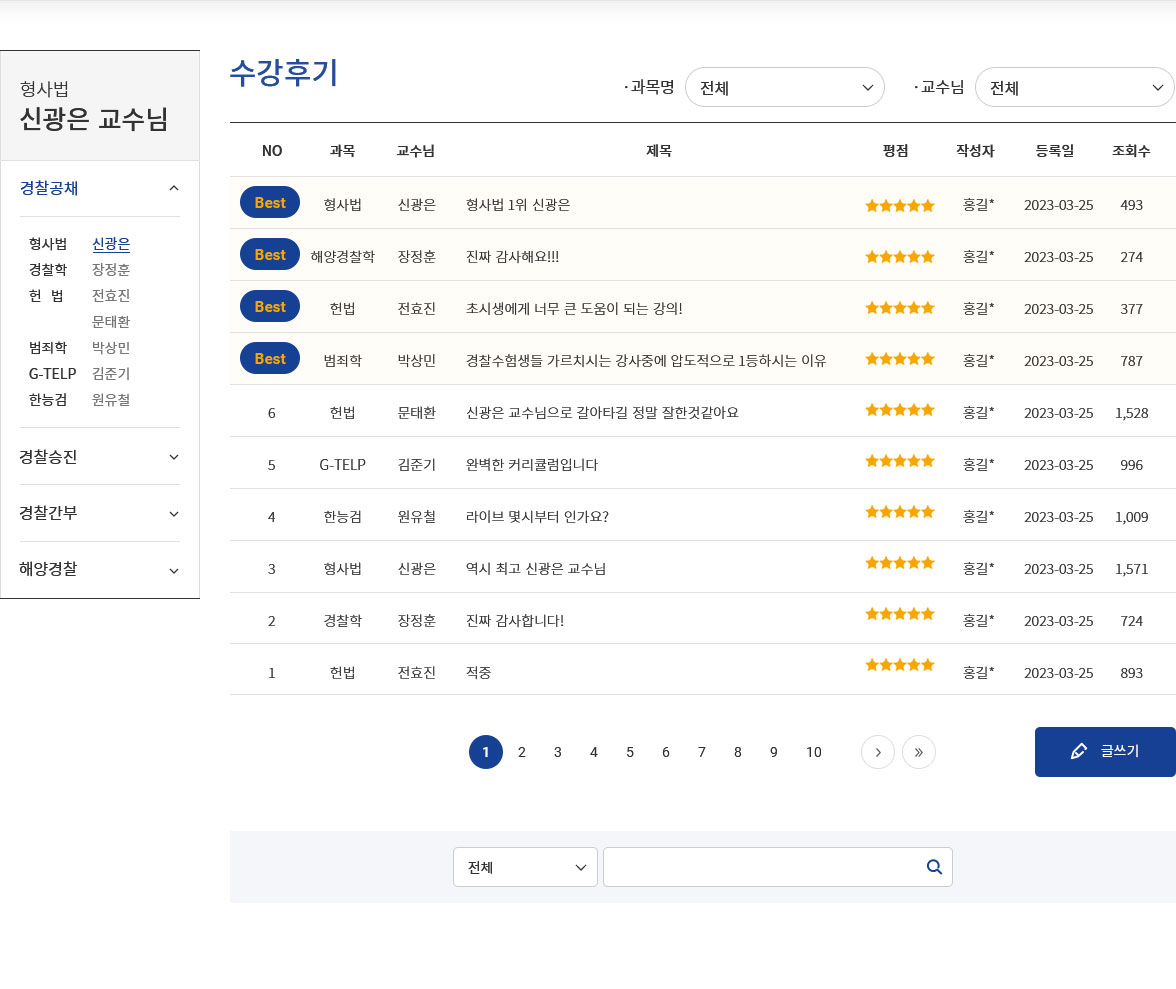 형사법
신광은 교수님
경찰공채
형사법 신광은
경찰학 장정훈
헌 법 전효진
문태환
범죄학 박상민
G-TELP 김준기
한능검 원유철
경찰승진
경찰간부
해양경찰
수강후기
· 과목명 전체 · 교수님 전체
NO 과목 교수님 제목 평점 작성자 등록일 조회수
Best 형사법 신광은 형사법 1위 신광은 ★★★★★ 홍길* 2023-03-25 493
Best 해양경찰학 장정훈 진짜 감사해요!!! ★★★★★ 홍길* 2023-03-25 274
Best 헌법 전효진 초시생에게 너무 큰 도움이 되는 강의! ★★★★★ 홍길* 2023-03-25 377
Best 범죄학 박상민 경찰수험생들 가르치시는 강사중에 압도적으로 1등하시는 이유 ★★★★★ 홍길* 2023-03-25 787
6 헌법 문태환 신광은 교수님으로 갈아타길 정말 잘한것같아요 ★★★★★ 홍길* 2023-03-25 1,528
5 G-TELP 김준기 완벽한 커리큘럼입니다 ★★★★★ 홍길* 2023-03-25 996
4 한능검 원유철 라이브 몇시부터 인가요? ★★★★★ 홍길* 2023-03-25 1,009
3 형사법 신광은 역시 최고 신광은 교수님 ★★★★★ 홍길* 2023-03-25 1,571
2 경찰학 장정훈 진짜 감사합니다! ★★★★★ 홍길* 2023-03-25 724
1 헌법 전효진 적중 ★★★★★ 홍길* 2023-03-25 893
1 2 3 4 5 6 7 8 9 10 › » 글쓰기
전체